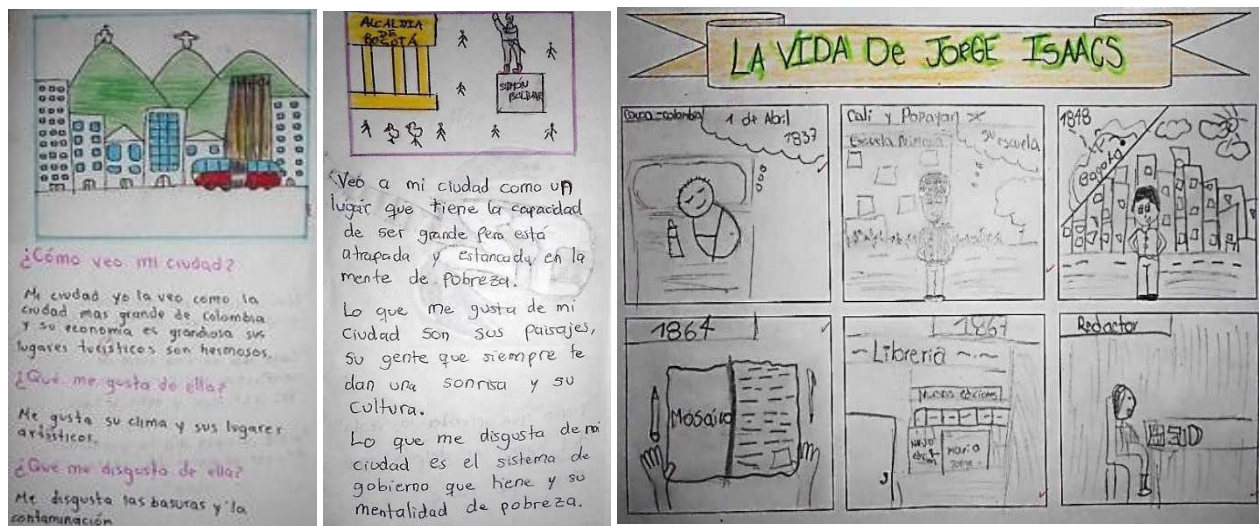 ¿Cómo veo mi ciudad?
Mi ciudad yo la veo como la
ciudad mas grande de Colombia
y su economía es grandiosa sus
lugares turísticos son hermosos.
¿Qué me gusta de ella?
Me gusta su clima y sus lugares
artísticos.
¿Qué me disgusta de ella?
Me disgusta las basuras y la
contaminación
ALCALDIA
DE
BOGOTÁ
SIMÓN
BOLIVAR
Veo a mi ciudad como un
lugar que tiene la capacidad
de ser grande pero está
atrapada y estancada en la
mente de pobreza.
Lo que me gusta de mi
Ciudad son sus paisajes,
su gente que siempre te
dan una sonrisa y su
cultura.
Lo que me disgusta de mi
ciudad es el sistema de
gobierno que tiene y su
mentalidad de pobreza.
LA VIDA De JORGE ISAACS
Cauca-colombia 1 de Abril
1837
Cali y Popayan
Escuela Primaria
su escuela
1848
Bogota
1864
Mosaico
1867
Libreria
Nuevas ediciones
Maria
Redactor